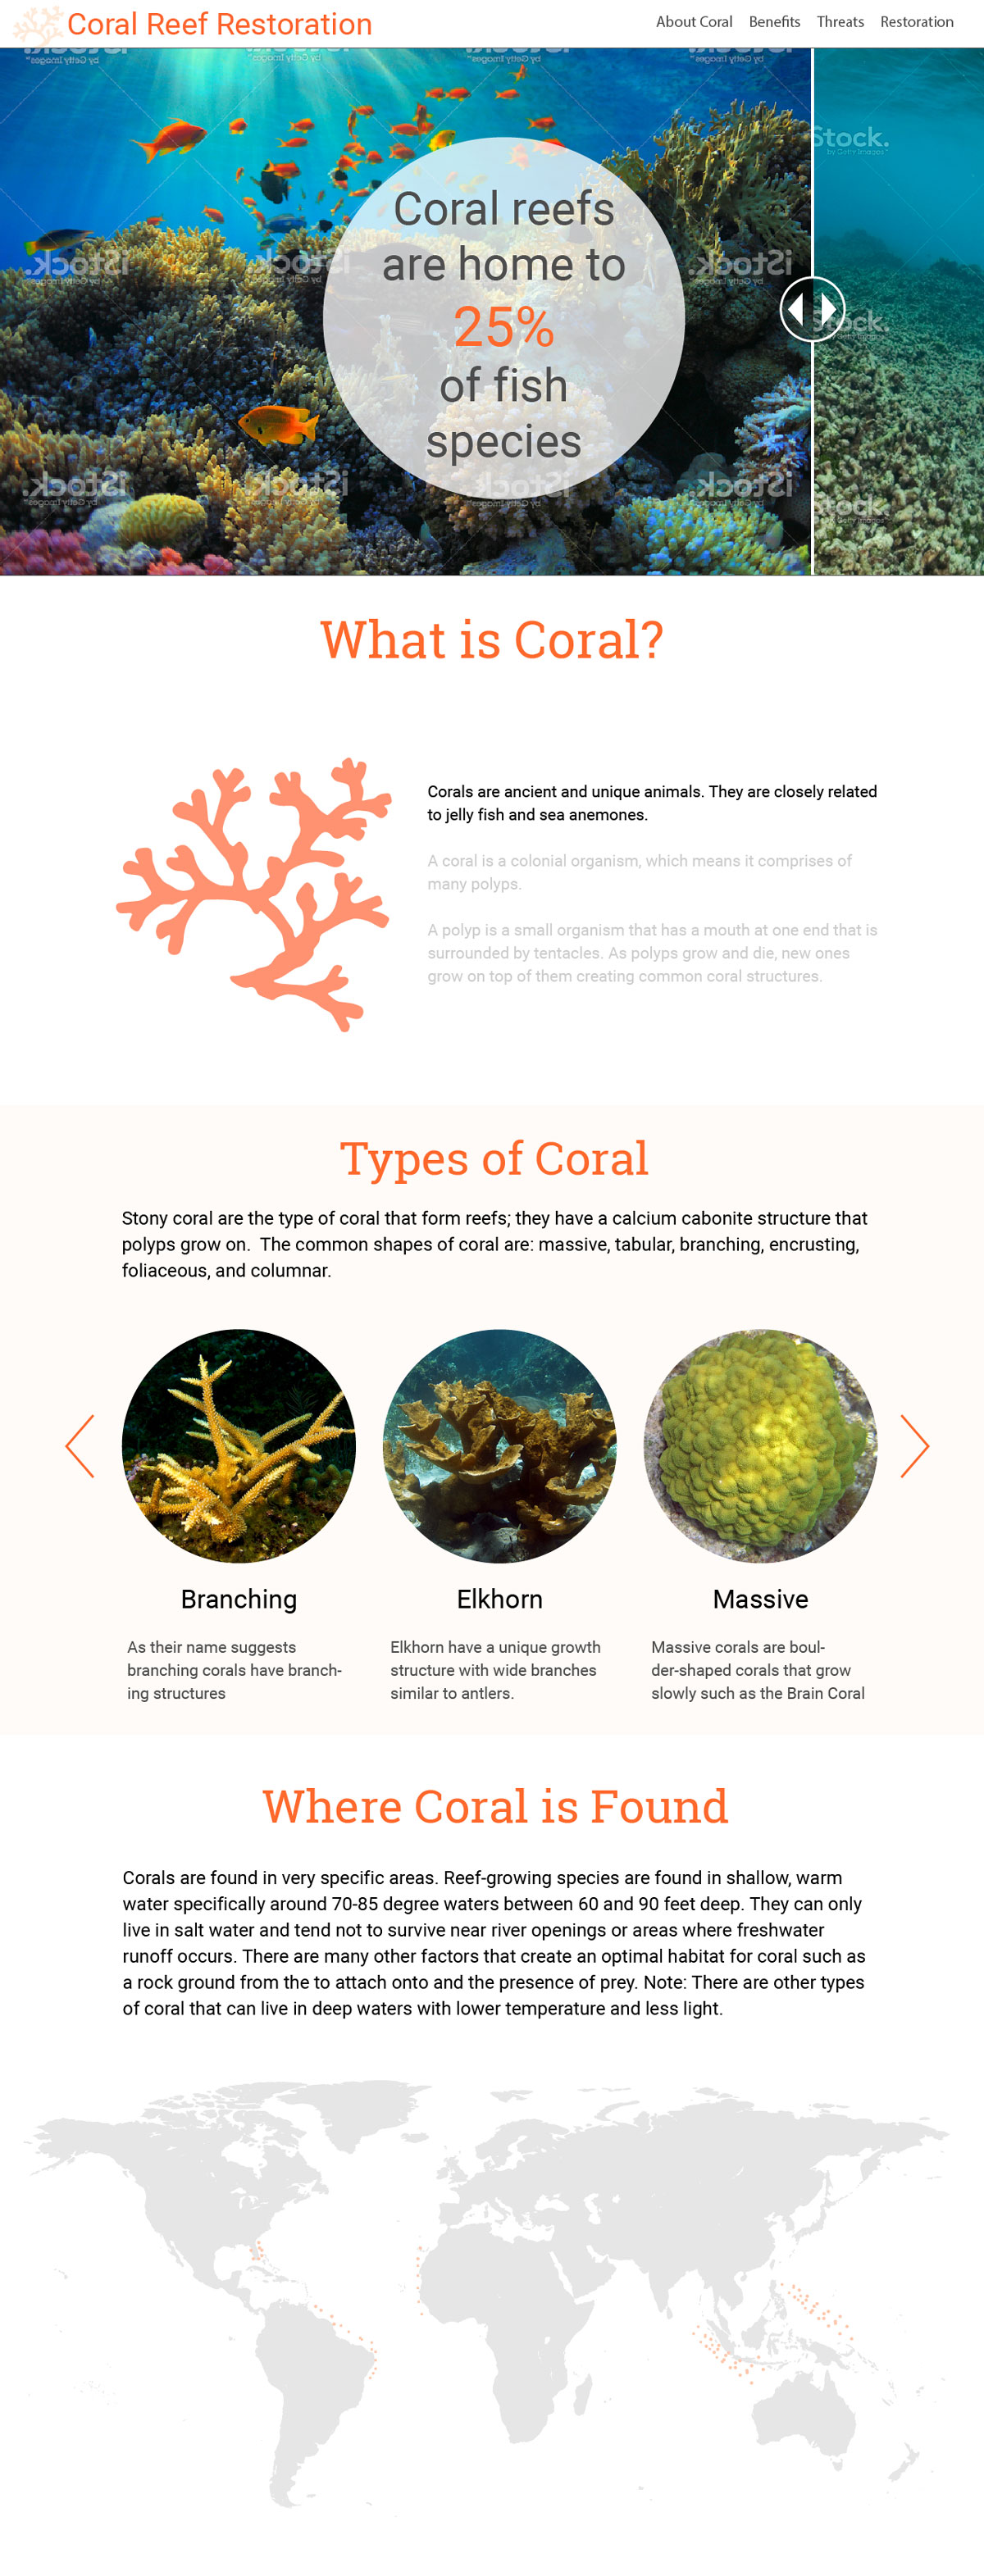 Coral Reef Restoration
About Coral Benefits Threats Restoration
Coral reefs
are home to
25%
of fish
species
iStock.
by Getty Images™
Stock.
by Getty Images™
What is Coral?
Corals are ancient and unique animals. They are closely related
to jelly fish and sea anemones.
A coral is a colonial organism, which means it comprises of
many polyps.
A polyp is a small organism that has a mouth at one end that is
surrounded by tentacles. As polyps grow and die, new ones
grow on top of them creating common coral structures.
Types of Coral
Stony coral are the type of coral that form reefs; they have a calcium cabonite structure that
polyps grow on.  The common shapes of coral are: massive, tabular, branching, encrusting,
foliaceous, and columnar.
Branching
As their name suggests
branching corals have branch-
ing structures
Elkhorn
Elkhorn have a unique growth
structure with wide branches
similar to antlers.
Massive
Massive corals are boul-
der-shaped corals that grow
slowly such as the Brain Coral
Where Coral is Found
Corals are found in very specific areas. Reef-growing species are found in shallow, warm
water specifically around 70-85 degree waters between 60 and 90 feet deep. They can only
live in salt water and tend not to survive near river openings or areas where freshwater
runoff occurs. There are many other factors that create an optimal habitat for coral such as
a rock ground from the to attach onto and the presence of prey. Note: There are other types
of coral that can live in deep waters with lower temperature and less light.